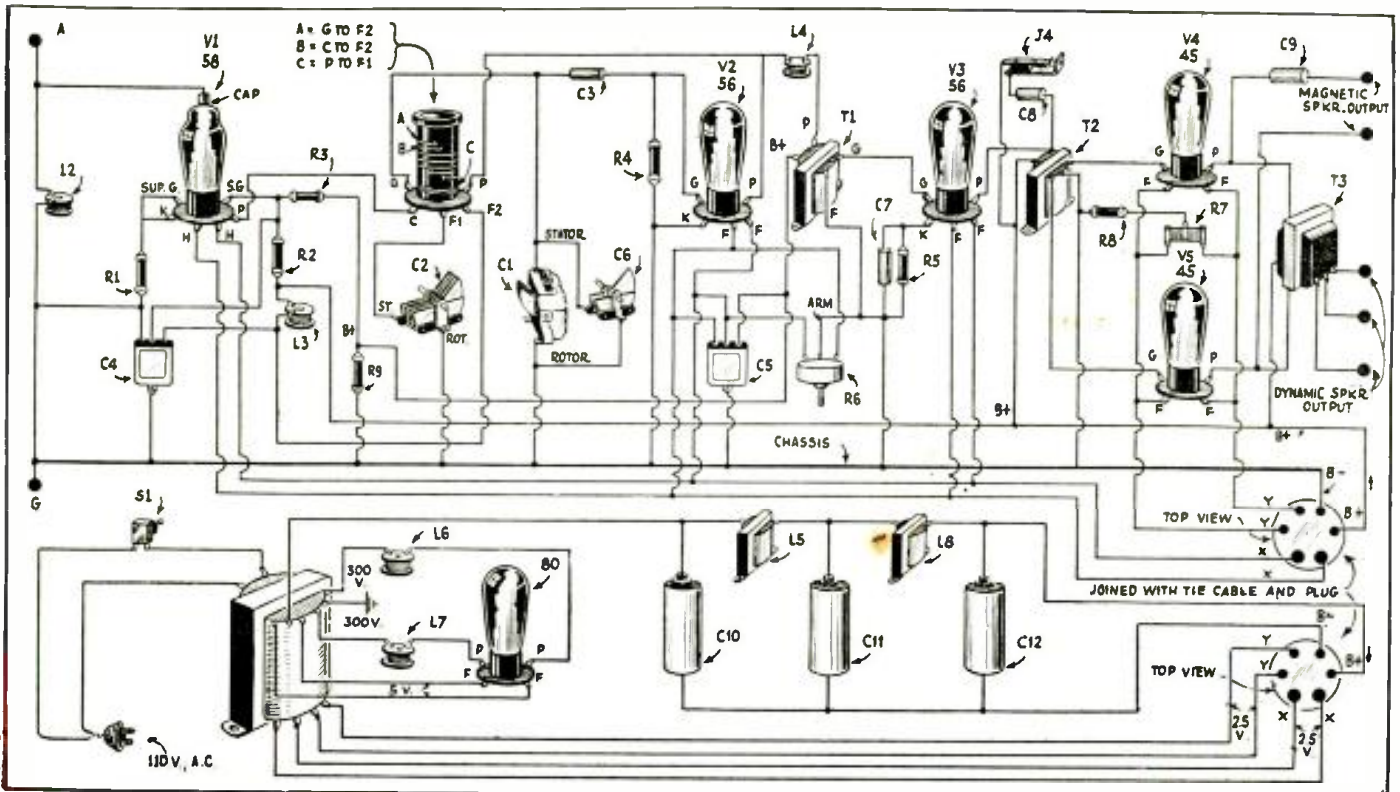 A
V1
58
CAP
A = G TO F2
B = C TO F2
C = P TO F1
A
B
C
G
P
C
F1
F2
C3
R4
V2
56
G
P
K
F
F
L4
P
B+
T1
G
F
V3
56
G
P
K
F
F
J4
C8
T2
V4
45
G
P
F
F
C9
MAGNETIC
SPKR. OUTPUT
L2
SUP. G.
S.G
K
P
H
H
R3
R1
R2
L3
C4
B+
R9
ST
C2
ROT.
STATOR
C1
C6
ROTOR
C7
R5
ARM
C5
R6
R8
R7
V5
45
G
P
F
F
T3
DYNAMIC SPKR
OUTPUT
B+
B+
CHASSIS
G
B-
Y
B+
TOP VIEW
Y
X
X
JOINED WITH TIE CABLE AND PLUG
S1
L6
300
V.
300V.
L7
80
P
P
F
F
5 V.
110V, A.C.
L5
L8
C10
C11
C12
B-
Y
Y
B+
TOP VIEW
X
X
2.5
V.
2.5
V.